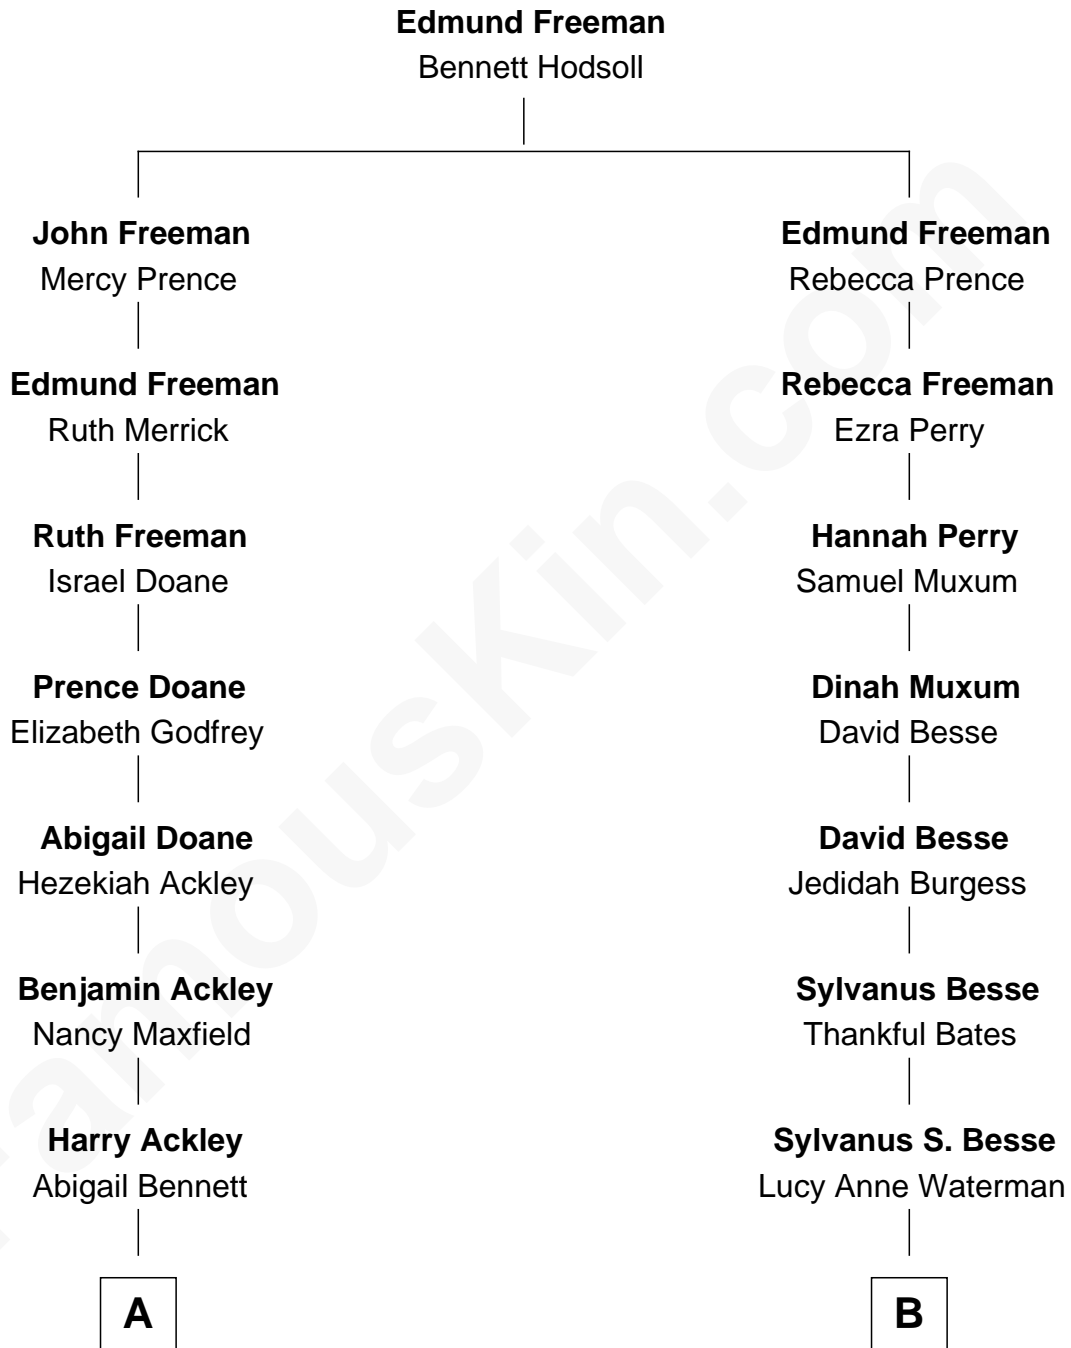 Edmund Freeman
Bennett Hodsoll
John Freeman
Mercy Prence
Edmund Freeman
Rebecca Prence
Edmund Freeman
Ruth Merrick
Rebecca Freeman
Ezra Perry
Ruth Freeman
Israel Doane
Hannah Perry
Samuel Muxum
Prence Doane
Elizabeth Godfrey
Dinah Muxum
David Besse
Abigail Doane
Hezekiah Ackley
David Besse
Jedidah Burgess
Benjamin Ackley
Nancy Maxfield
Sylvanus Besse
Thankful Bates
Harry Ackley
Abigail Bennett
Sylvanus S. Besse
Lucy Anne Waterman
A
B
FamousKin.com